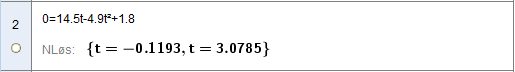 2
0=14.5t-4.9t²+1.8
NLøs: {t = −0.1193, t = 3.0785}